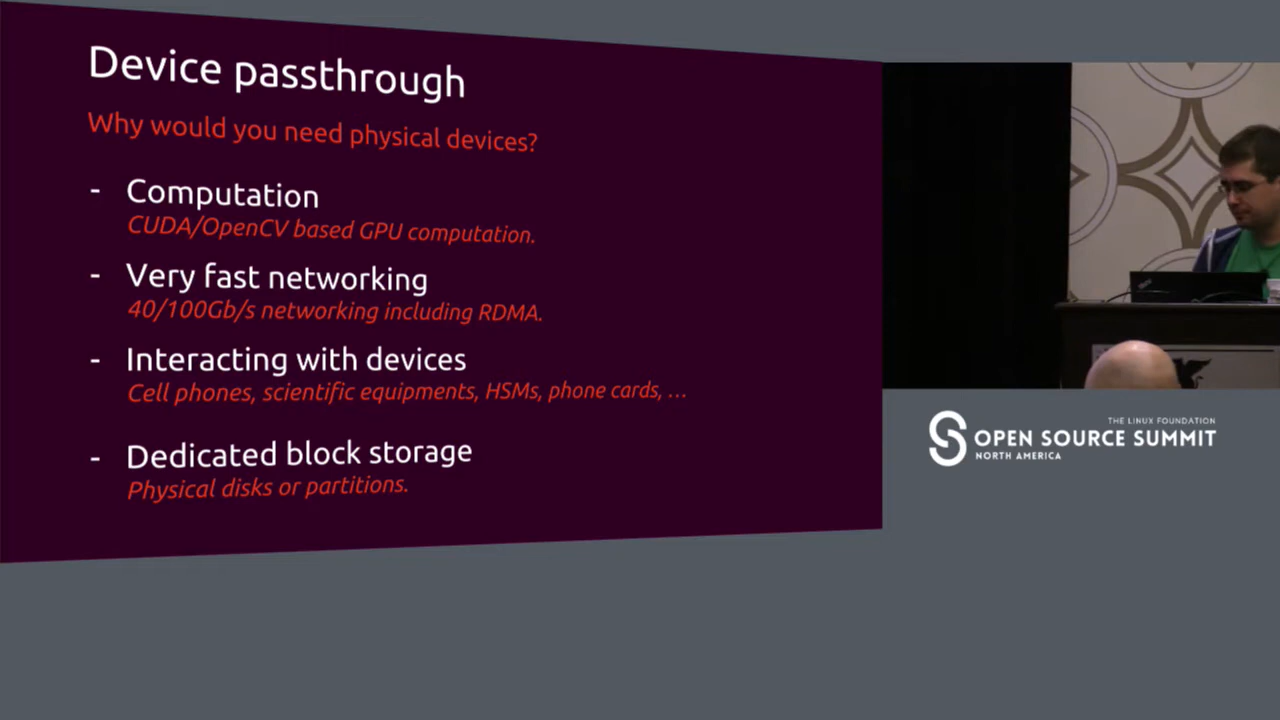 Device passthrough
Why would you need physical devices?
- Computation
CUDA/OpenCV based GPU computation.
- Very fast networking
40/100Gb/s networking including RDMA.
- Interacting with devices
Cell phones, scientific equipments, HSMs, phone cards, …
- Dedicated block storage
Physical disks or partitions.
THE LINUX FOUNDATION
OPEN SOURCE SUMMIT
NORTH AMERICA